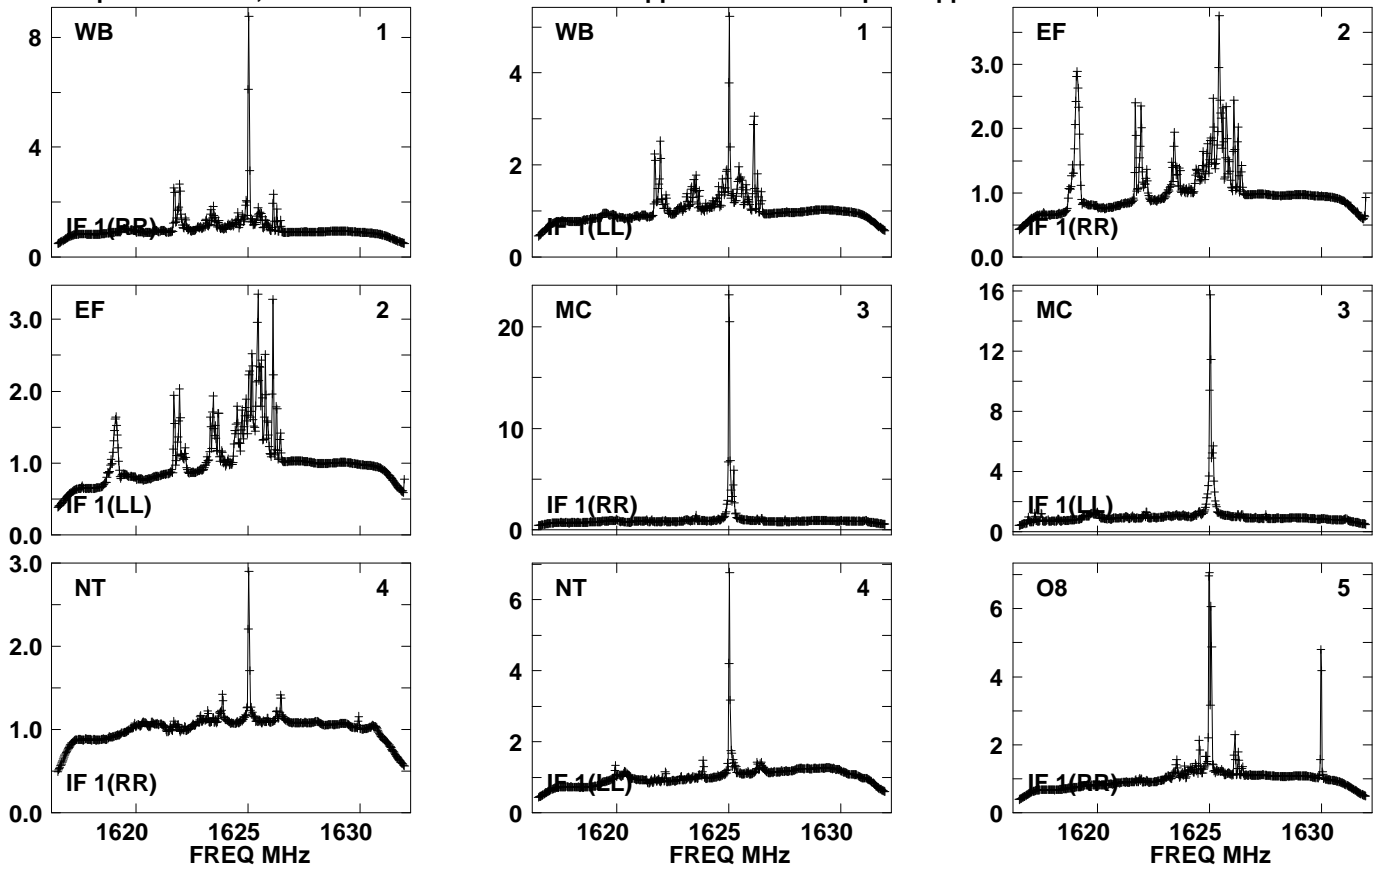 WB 1
8
4
0
IF 1(RR)
WB 1
4
2
0
IF 1(LL)
EF 2
3.0
2.0
1.0
0.0
IF 1(RR)
EF 2
3.0
2.0
1.0
0.0
IF 1(LL)
MC 3
20
10
0
IF 1(RR)
MC 3
16
12
8
4
0
IF 1(LL)
NT 4
3.0
2.0
1.0
0.0
IF 1(RR)
1620 1625 1630
FREQ MHz
NT 4
6
4
2
0
IF 1(LL)
1620 1625 1630
FREQ MHz
O8 5
6
4
2
0
IF 1(RR)
1620 1625 1630
FREQ MHz